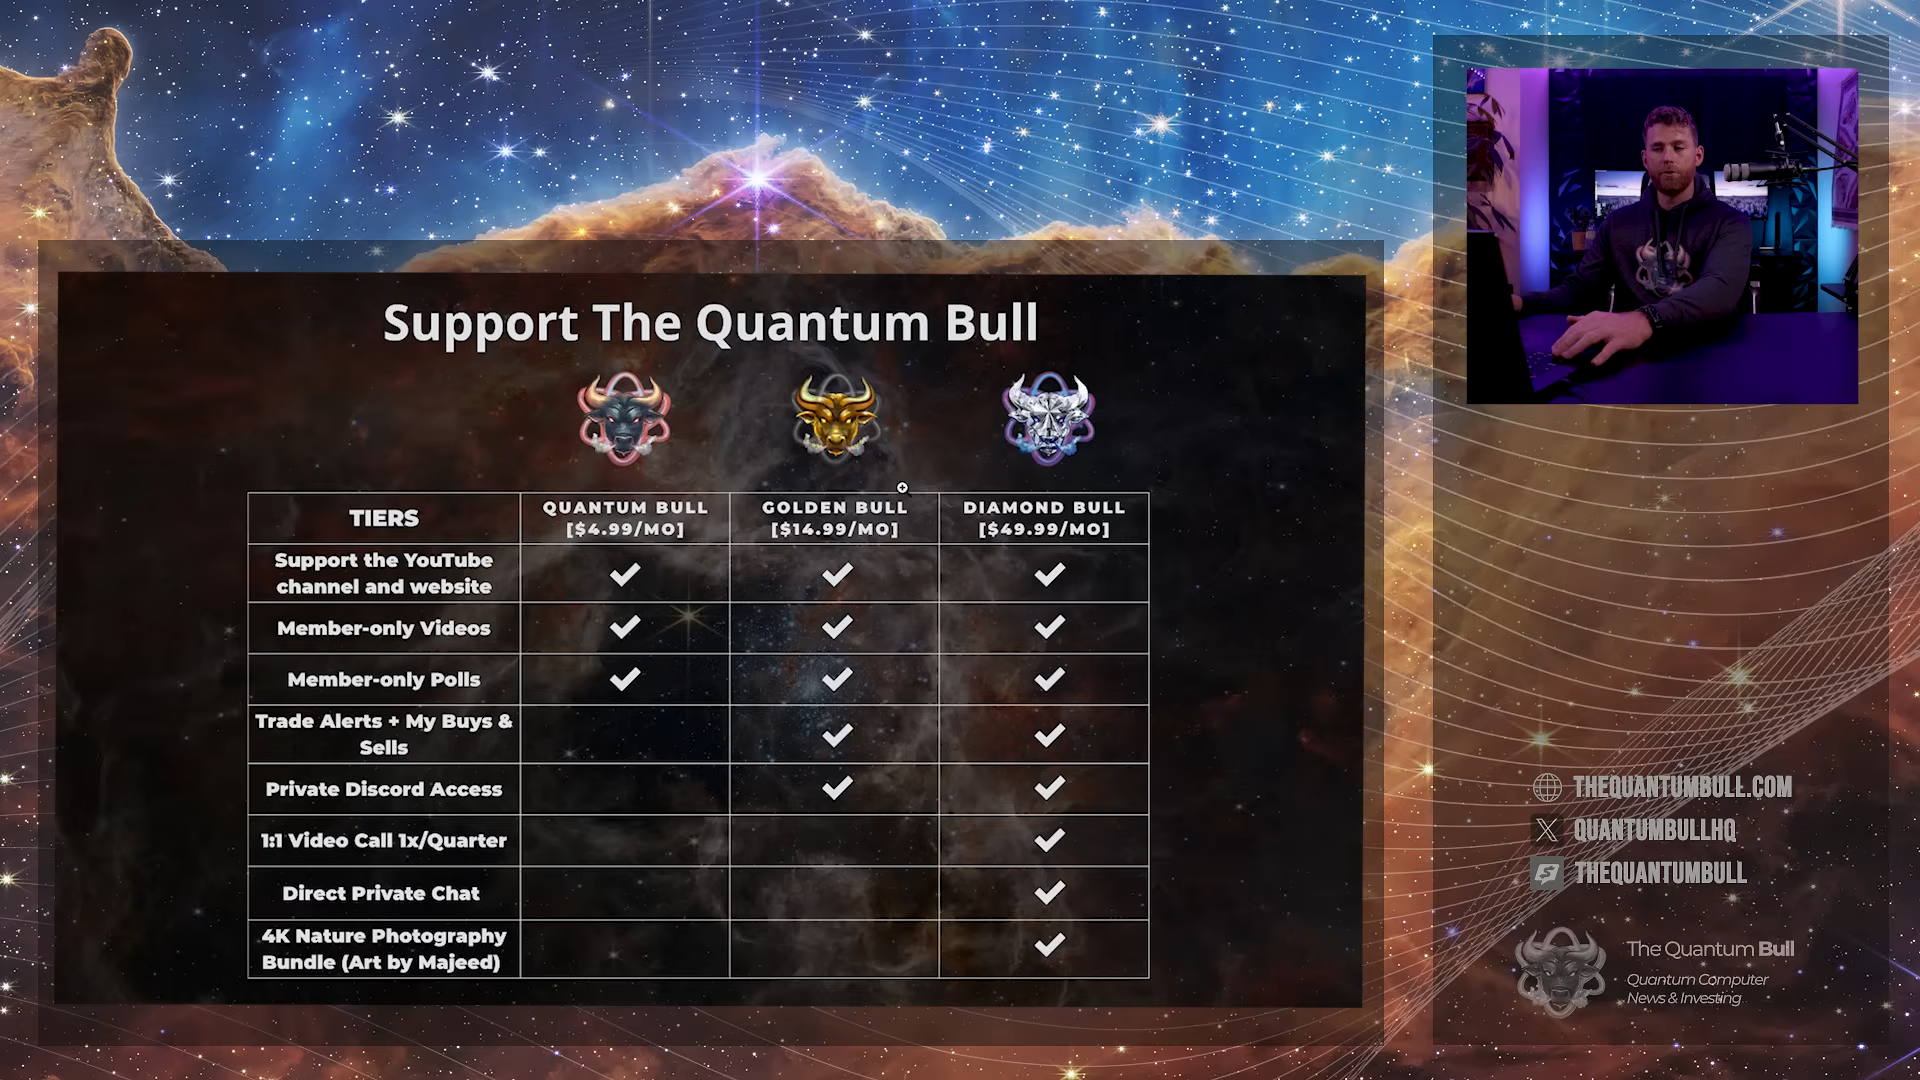 Support The Quantum Bull
TIERS
QUANTUM BULL
[$4.99/MO]
GOLDEN BULL
[$14.99/MO]
DIAMOND BULL
[$49.99/MO]
Support the YouTube
channel and website
Member-only Videos
Member-only Polls
Trade Alerts + My Buys &
Sells
Private Discord Access
1:1 Video Call 1x/Quarter
Direct Private Chat
4K Nature Photography
Bundle (Art by Majeed)
THEQUANTUMBULL.COM
QUANTUMBULLHQ
THEQUANTUMBULL
The Quantum Bull
Quantum Computer
News & Investing